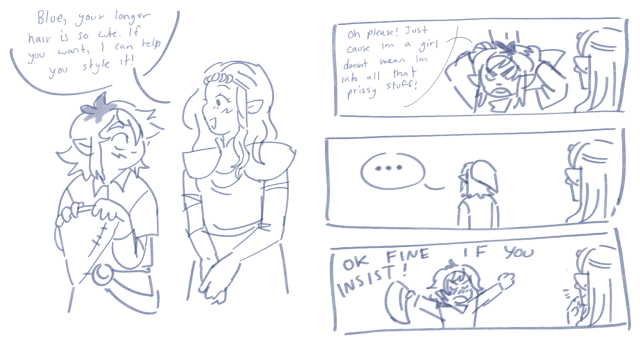 Blue, your longer
hair is so cute. If
you want, I can help
you style it!
Oh please! Just
cause im a girl
doesnt mean Im
into all that
prissy stuff!
...
OK FINE IF YOU
INSIST!